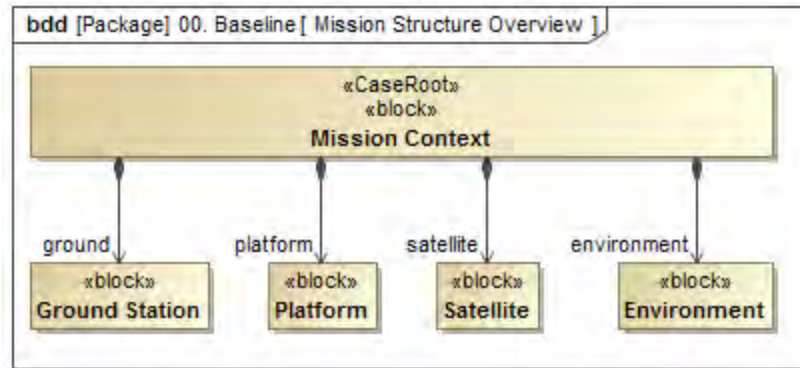 bdd [Package] 00. Baseline [ Mission Structure Overview ]
«CaseRoot»
«block»
Mission Context
ground
platform
satellite
environment
«block»
Ground Station
«block»
Platform
«block»
Satellite
«block»
Environment